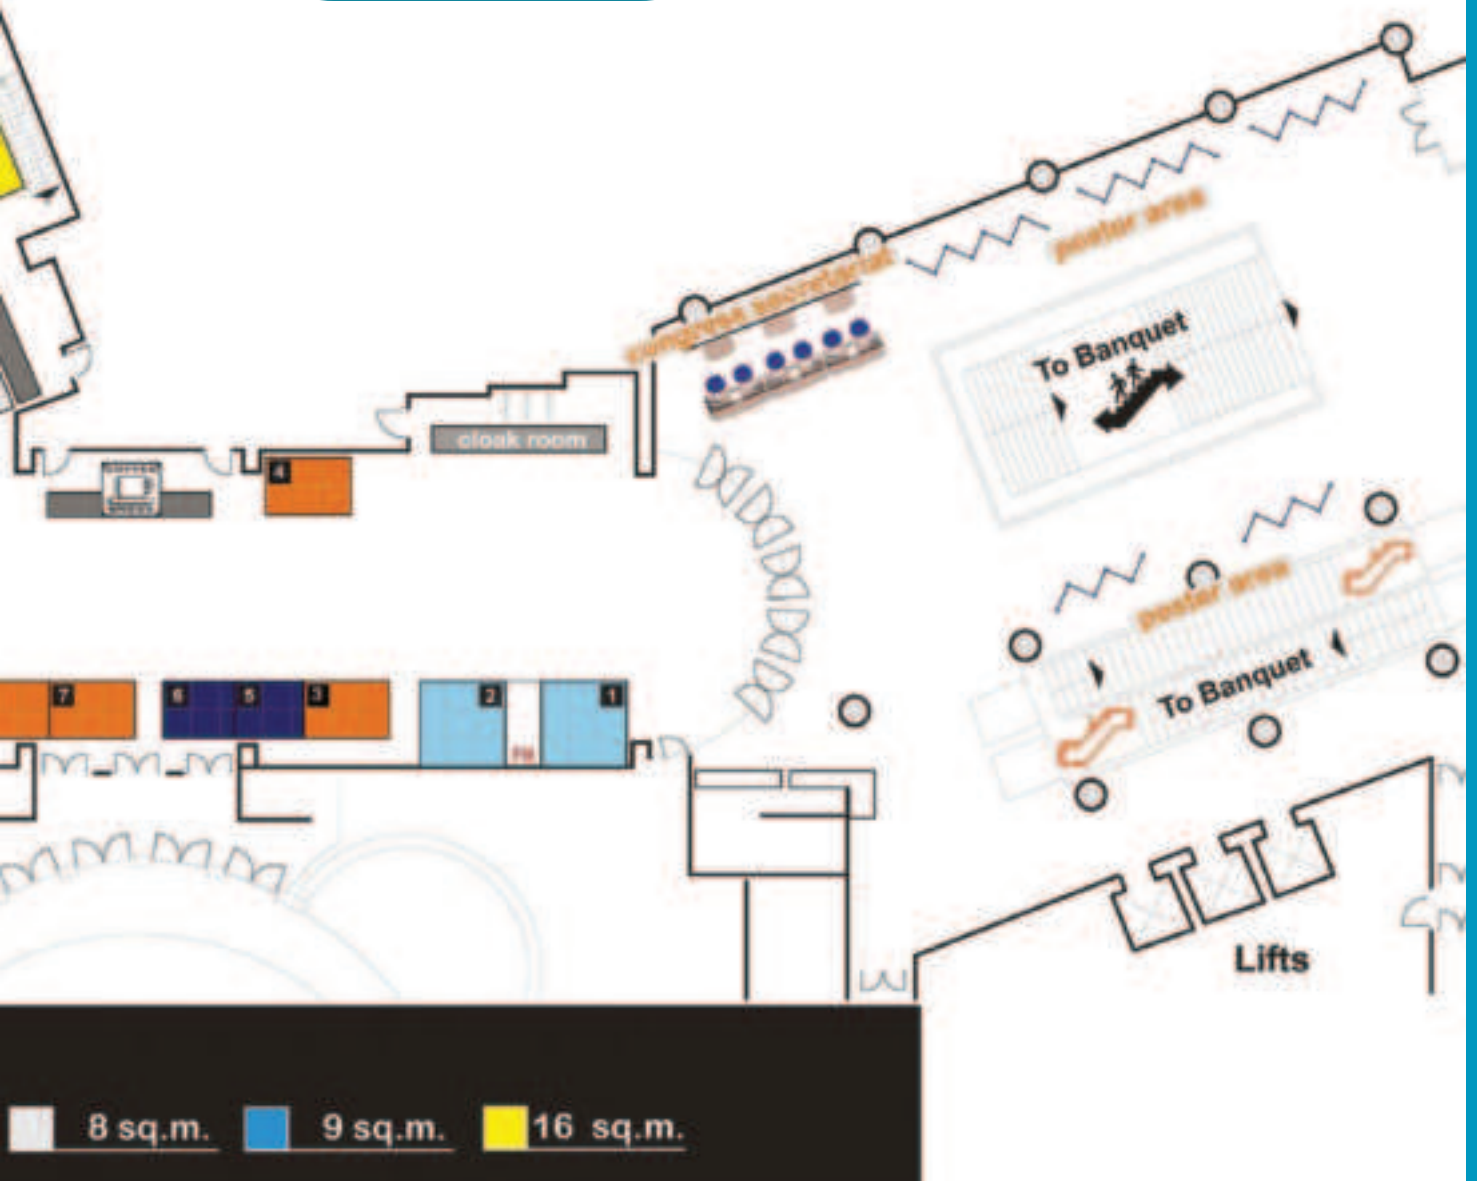 poster area
congress secretariat
To Banquet
cloak room
4
poster area
To Banquet
7
6
5
3
2
1
Lifts
8 sq.m.
9 sq.m.
16 sq.m.